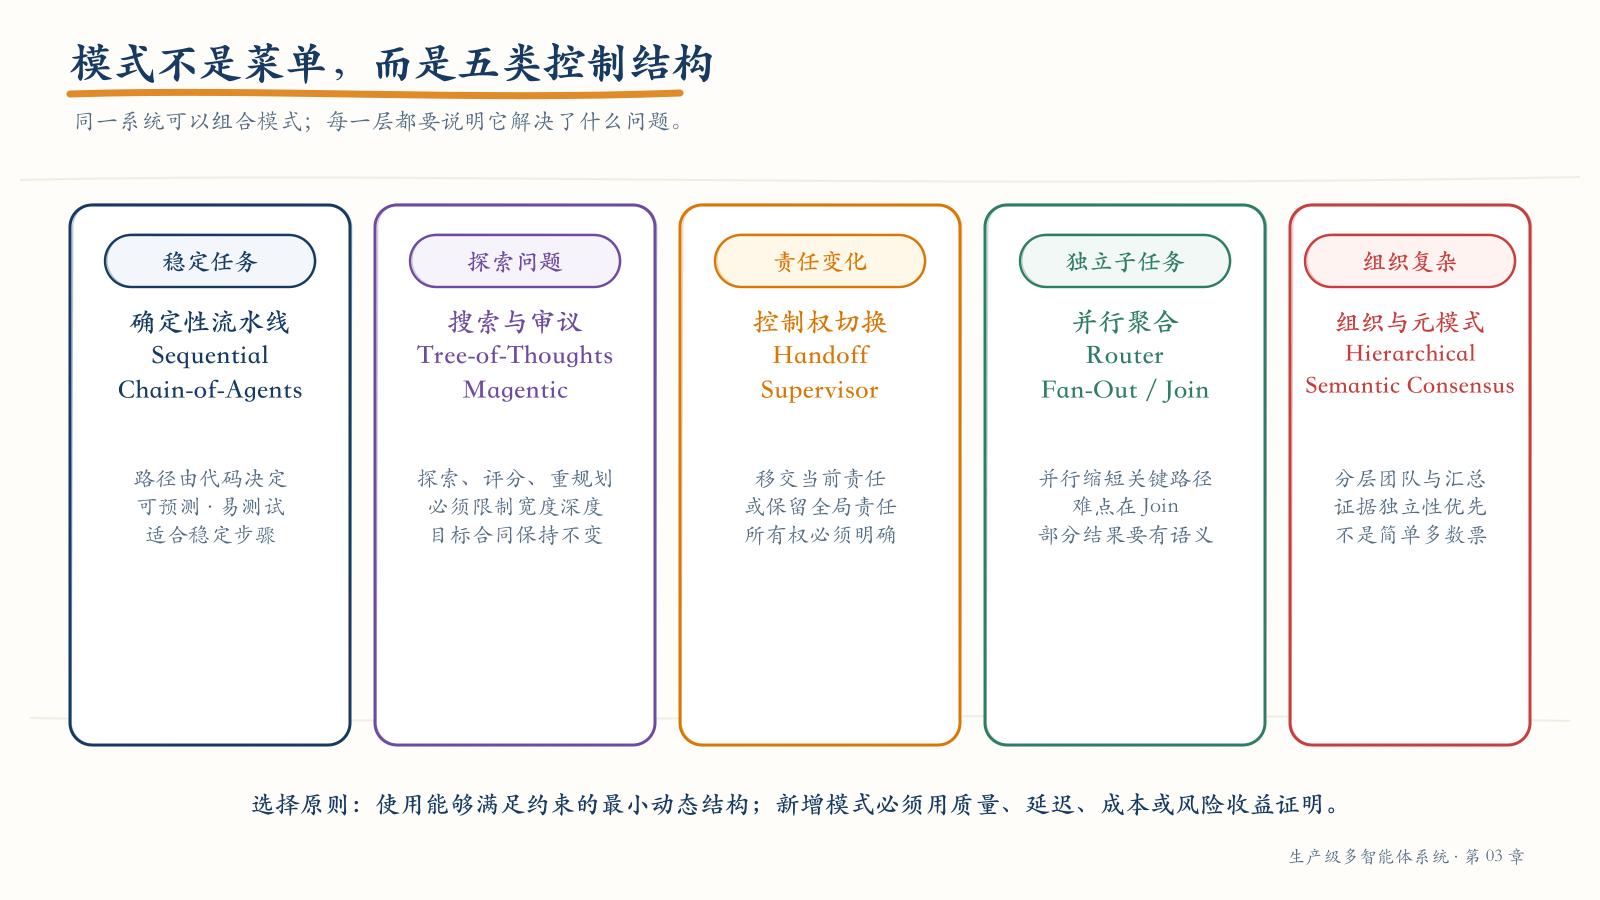 模式不是菜单，而是五类控制结构
同一系统可以组合模式；每一层都要说明它解决了什么问题。
稳定任务
确定性流水线
Sequential
Chain-of-Agents
路径由代码决定
可预测 · 易测试
适合稳定步骤
探索问题
搜索与审议
Tree-of-Thoughts
Magentic
探索、评分、重规划
必须限制宽度深度
目标合同保持不变
责任变化
控制权切换
Handoff
Supervisor
移交当前责任
或保留全局责任
所有权必须明确
独立子任务
并行聚合
Router
Fan-Out / Join
并行缩短关键路径
难点在 Join
部分结果要有语义
组织复杂
组织与元模式
Hierarchical
Semantic Consensus
分层团队与汇总
证据独立性优先
不是简单多数票
选择原则：使用能够满足约束的最小动态结构；新增模式必须用质量、延迟、成本或风险收益证明。
生产级多智能体系统 · 第 03 章